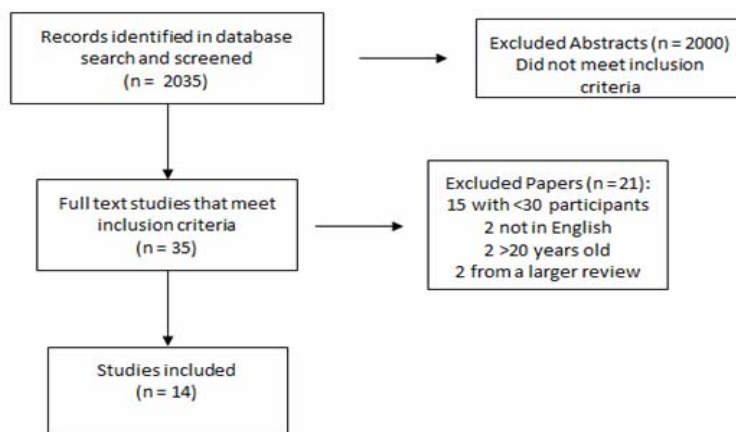 Records identified in database
search and screened
(n = 2035)
Excluded Abstracts (n = 2000)
Did not meet inclusion
criteria
Full text studies that meet
inclusion criteria
(n = 35)
Excluded Papers (n = 21):
15 with <30 participants
2 not in English
2 >20 years old
2 from a larger review
Studies included
(n = 14)